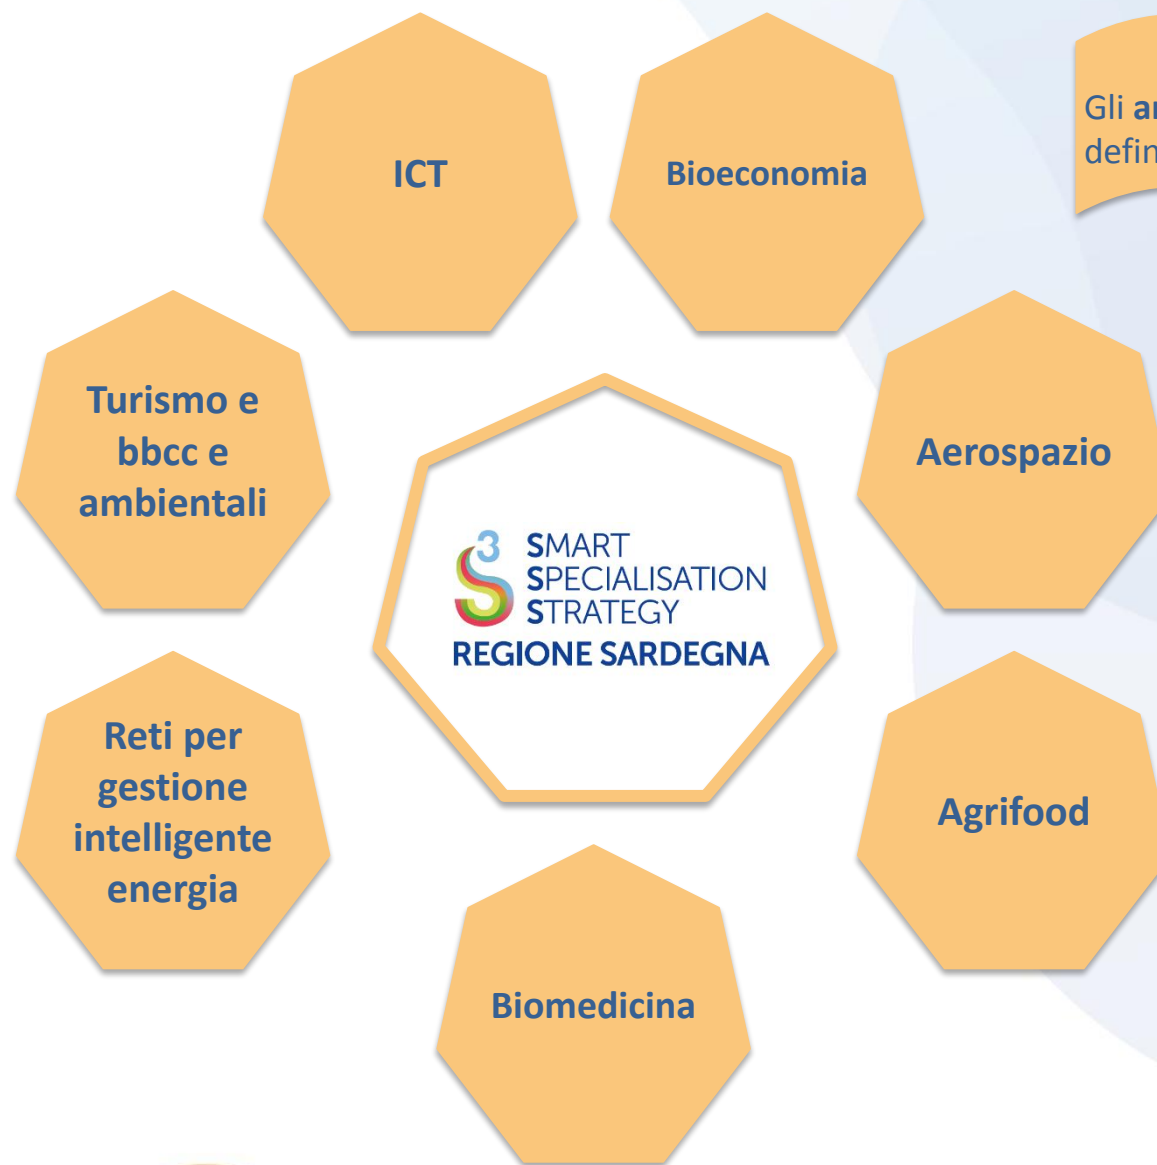 ICT
Bioeconomia
Gli
defin
Turismo e
bbcc e
ambientali
Aerospazio
3
SMART
SPECIALISATION
STRATEGY
REGIONE SARDEGNA
Reti per
gestione
intelligente
energia
Agrifood
Biomedicina